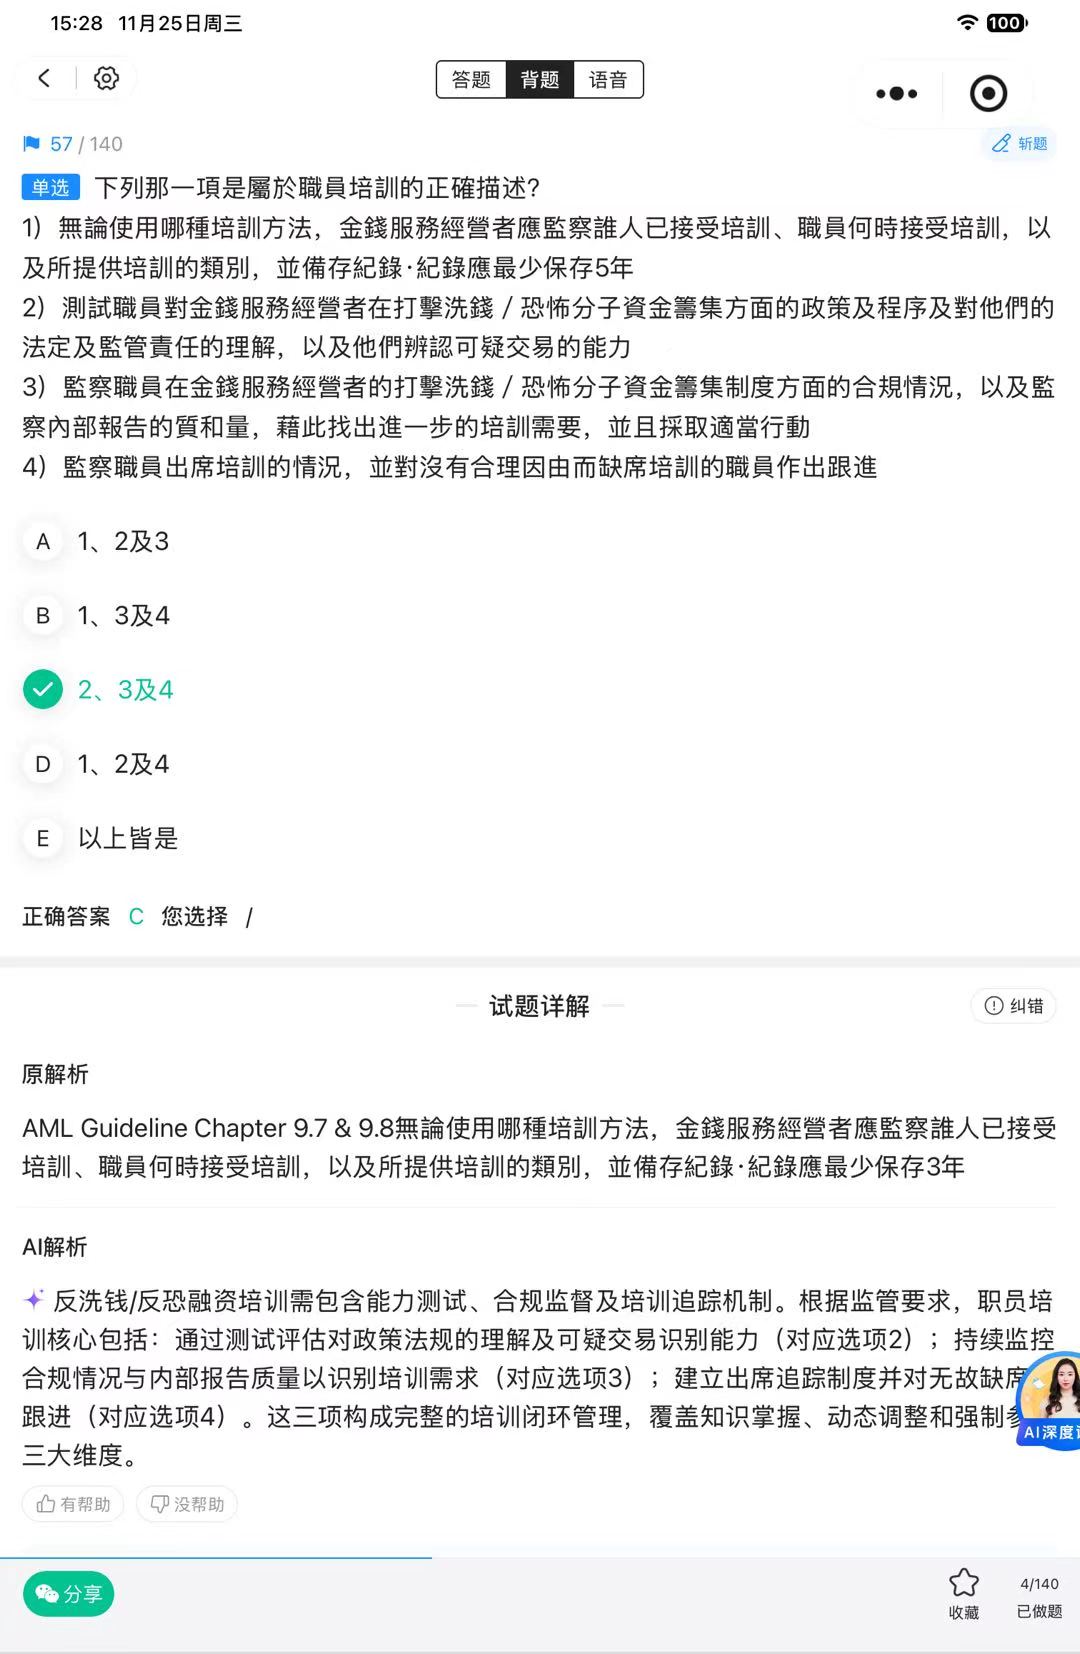 15:28 11月25日周三
100
答题 背题 语音
57/140
斩题
单选 下列那一項是屬於職員培訓的正確描述?
1）無論使用哪種培訓方法，金錢服務經營者應監察誰人已接受培訓、職員何時接受培訓，以
及所提供培訓的類別，並備存紀錄·紀錄應最少保存5年
2）測試職員對金錢服務經營者在打擊洗錢／恐怖分子資金籌集方面的政策及程序及對他們的
法定及監管責任的理解，以及他們辨認可疑交易的能力
3）監察職員在金錢服務經營者的打擊洗錢／恐怖分子資金籌集制度方面的合規情況，以及監
察內部報告的質和量，藉此找出進一步的培訓需要，並且採取適當行動
4）監察職員出席培訓的情況，並對沒有合理因由而缺席培訓的職員作出跟進
A 1、2及3
B 1、3及4
2、3及4
D 1、2及4
E 以上皆是
正确答案 C 您选择 /
试题详解
纠错
原解析
AML Guideline Chapter 9.7 & 9.8無論使用哪種培訓方法，金錢服務經營者應監察誰人已接受
培訓、職員何時接受培訓，以及所提供培訓的類別，並備存紀錄·紀錄應最少保存3年
AI解析
反洗钱/反恐融资培训需包含能力测试、合规监督及培训追踪机制。根据监管要求，职员培
训核心包括：通过测试评估对政策法规的理解及可疑交易识别能力（对应选项2）；持续监控
合规情况与内部报告质量以识别培训需求（对应选项3）；建立出席追踪制度并对无故缺席
跟进（对应选项4）。这三项构成完整的培训闭环管理，覆盖知识掌握、动态调整和强制
三大维度。
AI深度
有帮助 没帮助
分享
收藏
4/140
已做题